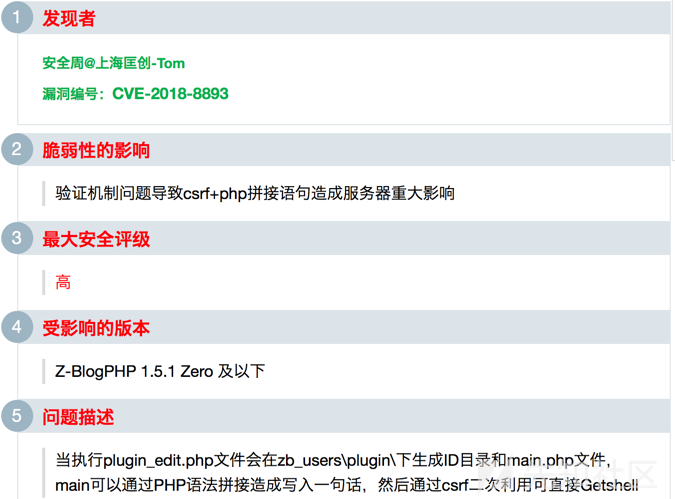 1 发现者
安全周@上海匡创-Tom
漏洞编号：CVE-2018-8893
2 脆弱性的影响
验证机制问题导致csrf+php拼接语句造成服务器重大影响
3 最大安全评级
高
4 受影响的版本
Z-BlogPHP 1.5.1 Zero 及以下
5 问题描述
当执行plugin_edit.php文件会在zb_users\plugin\下生成ID目录和main.php文件，
main可以通过PHP语法拼接造成写入一句话，然后通过csrf二次利用可直接Getshell